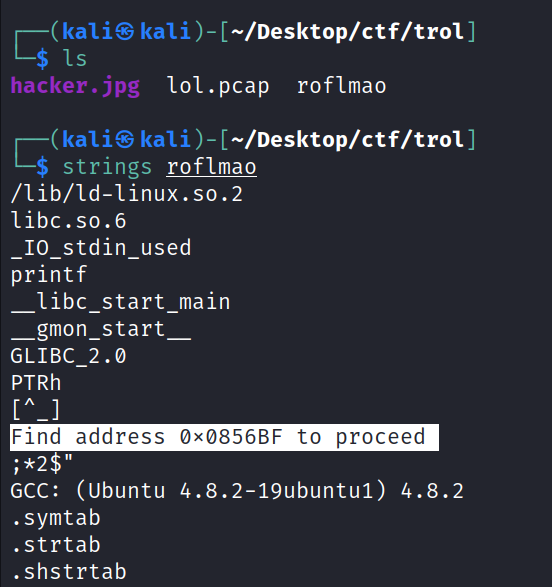 ┌──(kali㉿kali)-[~/Desktop/ctf/trol]
└─$ ls
hacker.jpg  lol.pcap  roflmao
┌──(kali㉿kali)-[~/Desktop/ctf/trol]
└─$ strings roflmao
/lib/ld-linux.so.2
libc.so.6
_IO_stdin_used
printf
__libc_start_main
__gmon_start__
GLIBC_2.0
PTRh
[^_]
Find address 0x0856BF to proceed
;*2$"
GCC: (Ubuntu 4.8.2-19ubuntu1) 4.8.2
.symtab
.strtab
.shstrtab